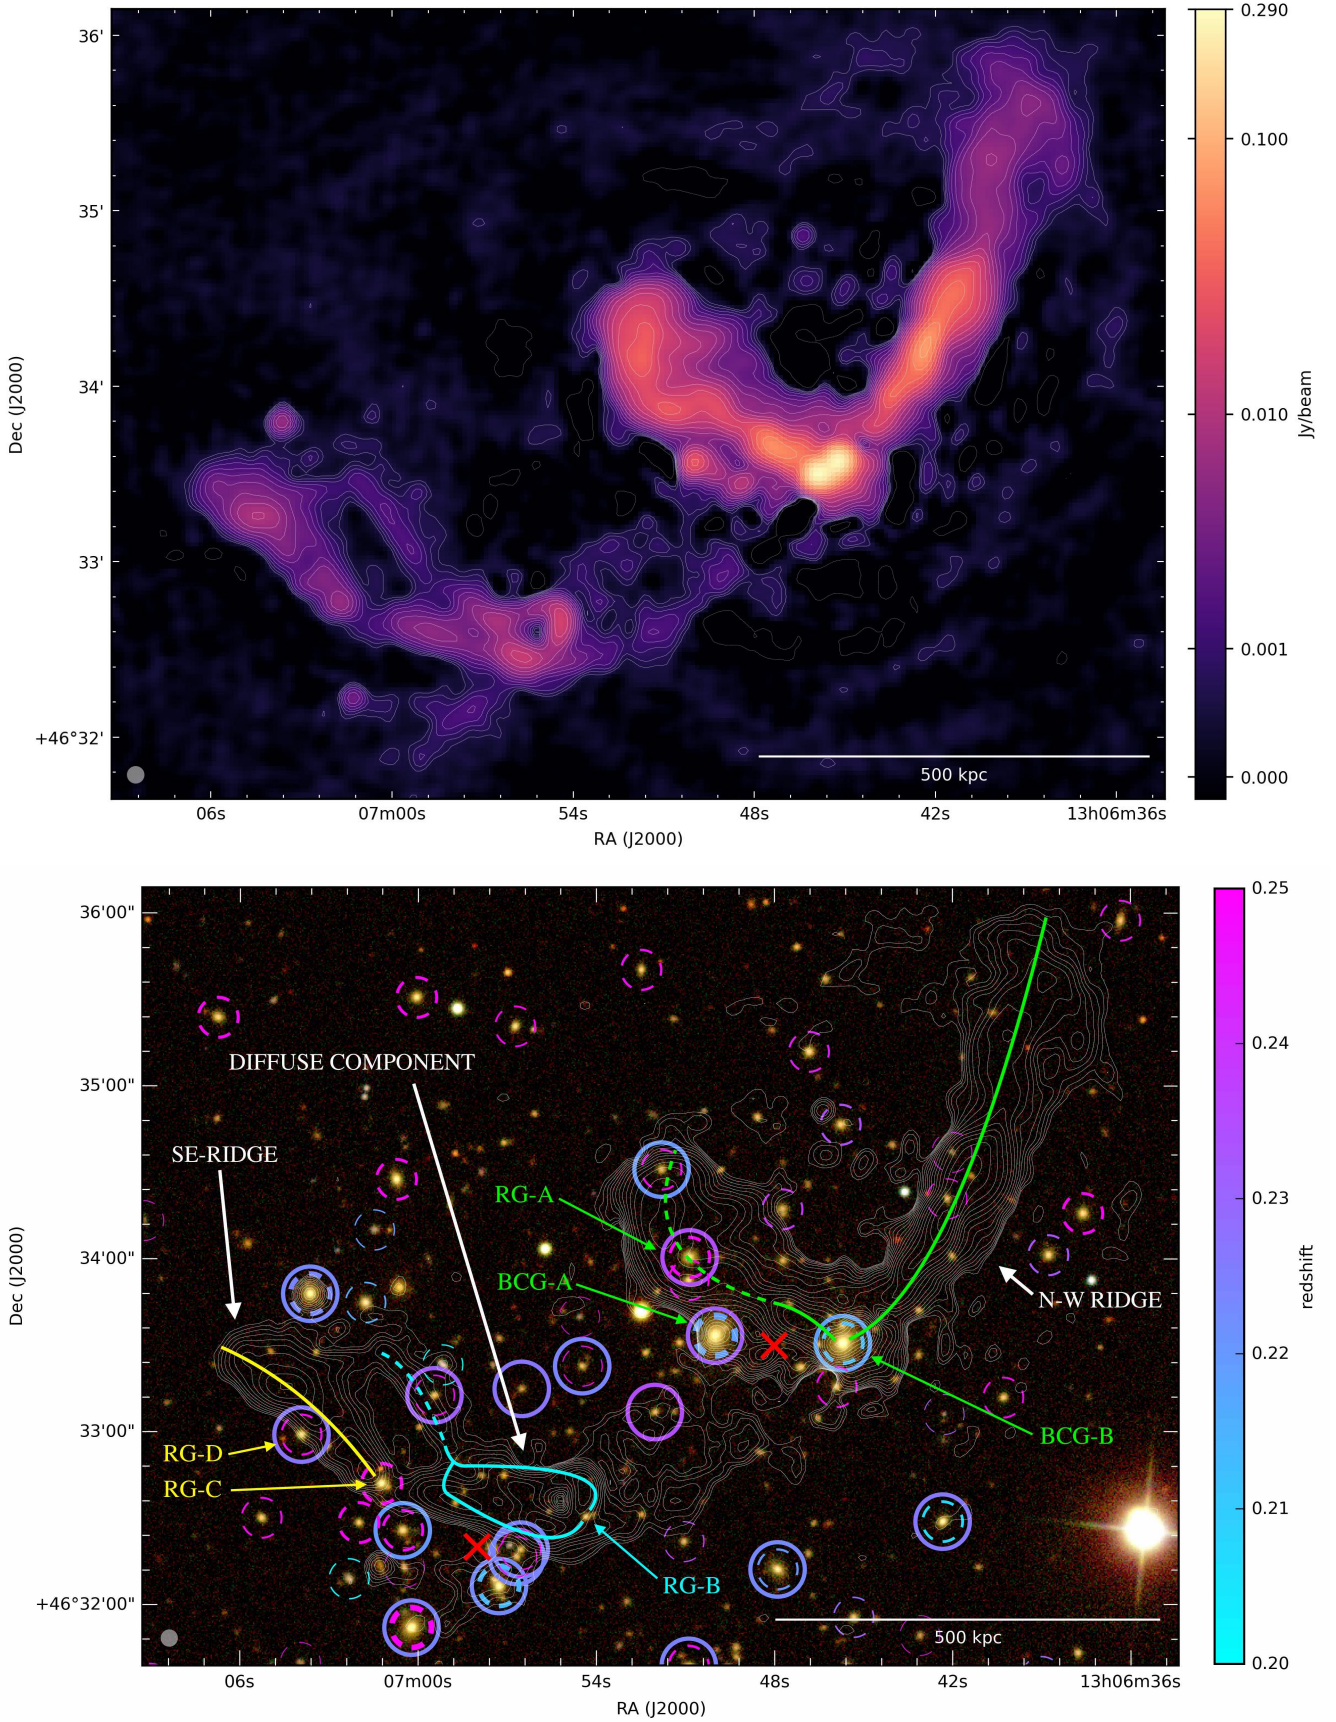 36'
35'
34'
33'
+46°32'
Dec (J2000)
500 kpc
06s 07m00s 54s 48s 42s 13h06m36s
RA (J2000)
0.290
0.100
0.010
0.001
0.000
Jy/beam
36'00"
35'00"
34'00"
33'00"
+46°32'00"
Dec (J2000)
DIFFUSE COMPONENT
SE-RIDGE
RG-A
BCG-A
N-W RIDGE
BCG-B
RG-D
RG-C
RG-B
500 kpc
06s 07m00s 54s 48s 42s 13h06m36s
RA (J2000)
0.25
0.24
0.23
0.22
0.21
0.20
redshift